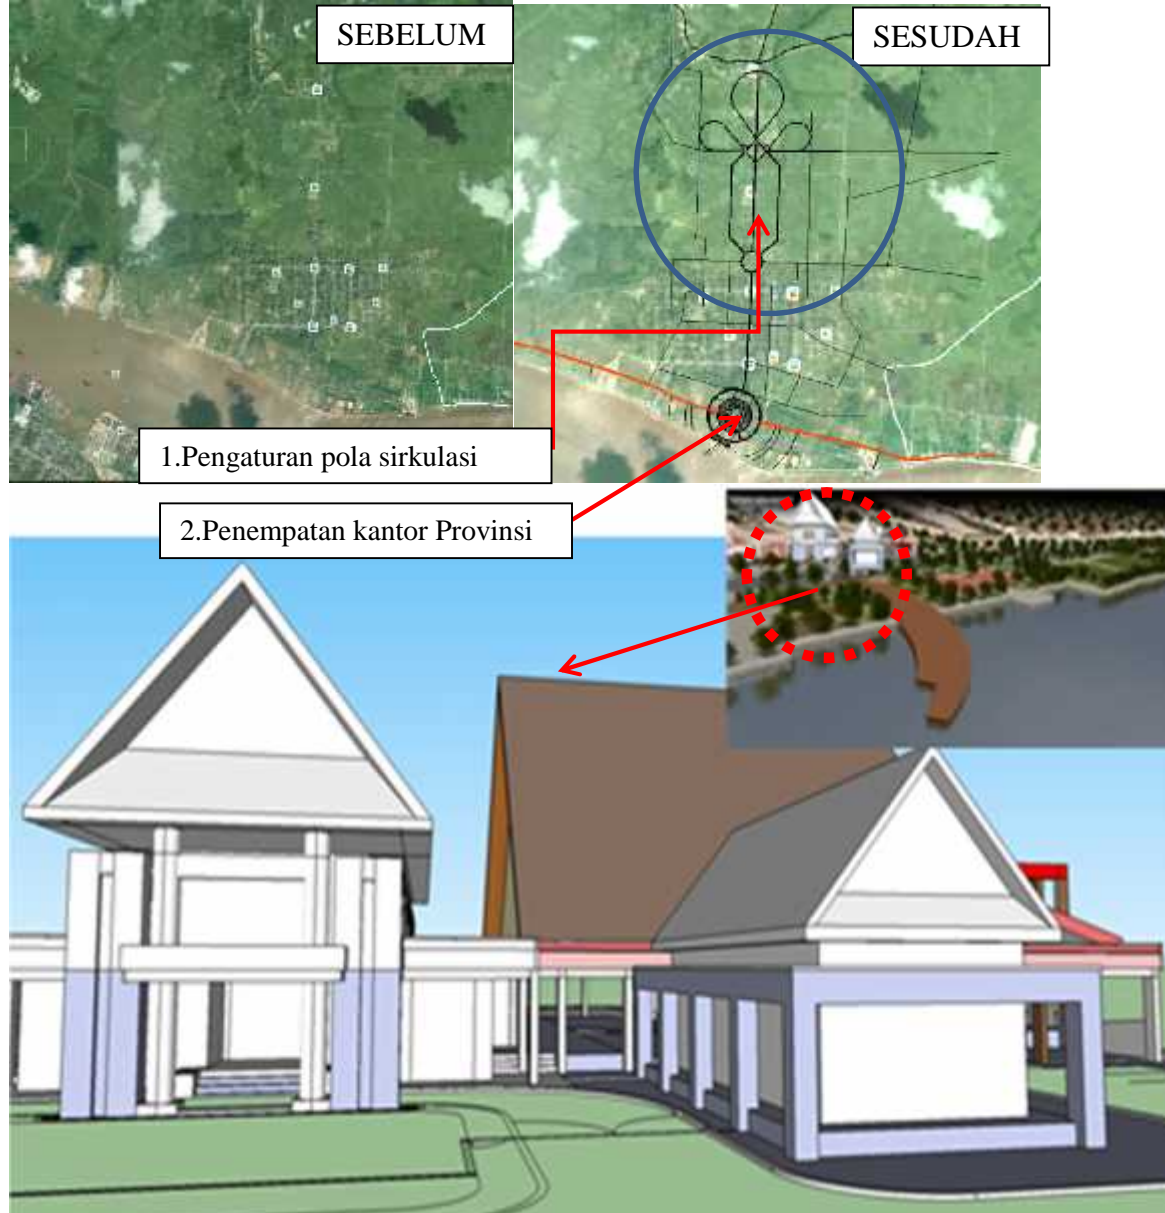 SEBELUM
SESUDAH
1.Pengaturan pola sirkulasi
2.Penempatan kantor Provinsi